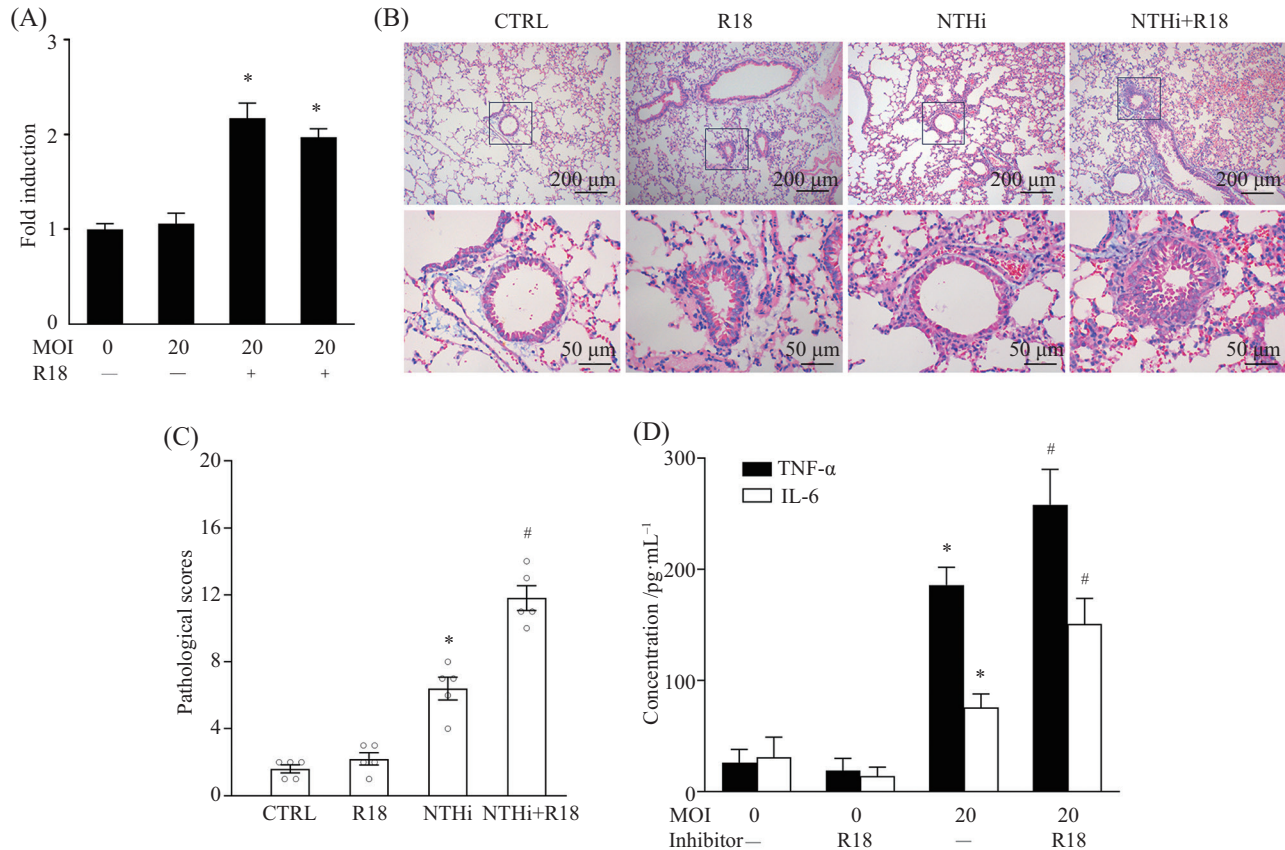 (A)
3
2
1
0
Fold induction
MOI 0 20 20 20
R18 — — + +
* *
(B)
CTRL R18 NTHi NTHi+R18
200 μm 200 μm 200 μm 200 μm
50 μm 50 μm 50 μm 50 μm
(C)
20
16
12
8
4
0
Pathological scores
* #
CTRL R18 NTHi NTHi+R18
(D)
TNF-α
IL-6
300
200
100
0
Concentration /pg·mL⁻¹
* * # #
MOI 0 0 20 20
Inhibitor — R18 — R18